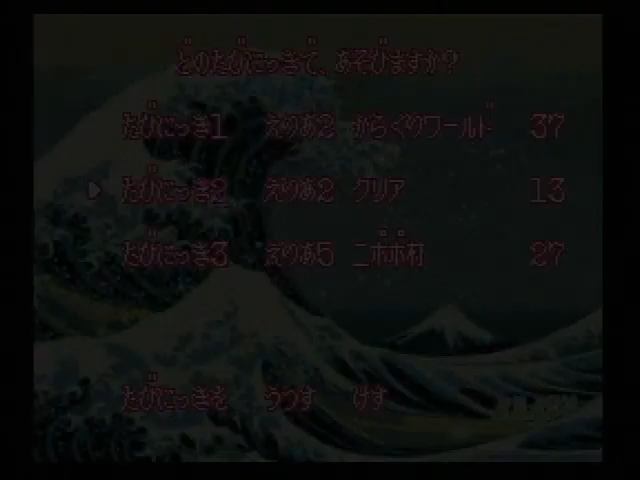 どのたびにっきで、あそびますか?
たびにっき1 えりあ2 からくりワールド 37
たびにっき2 えりあ2 クリア 13
たびにっき3 えりあ5 ニポポ村 27
たびにっきを うつす けす